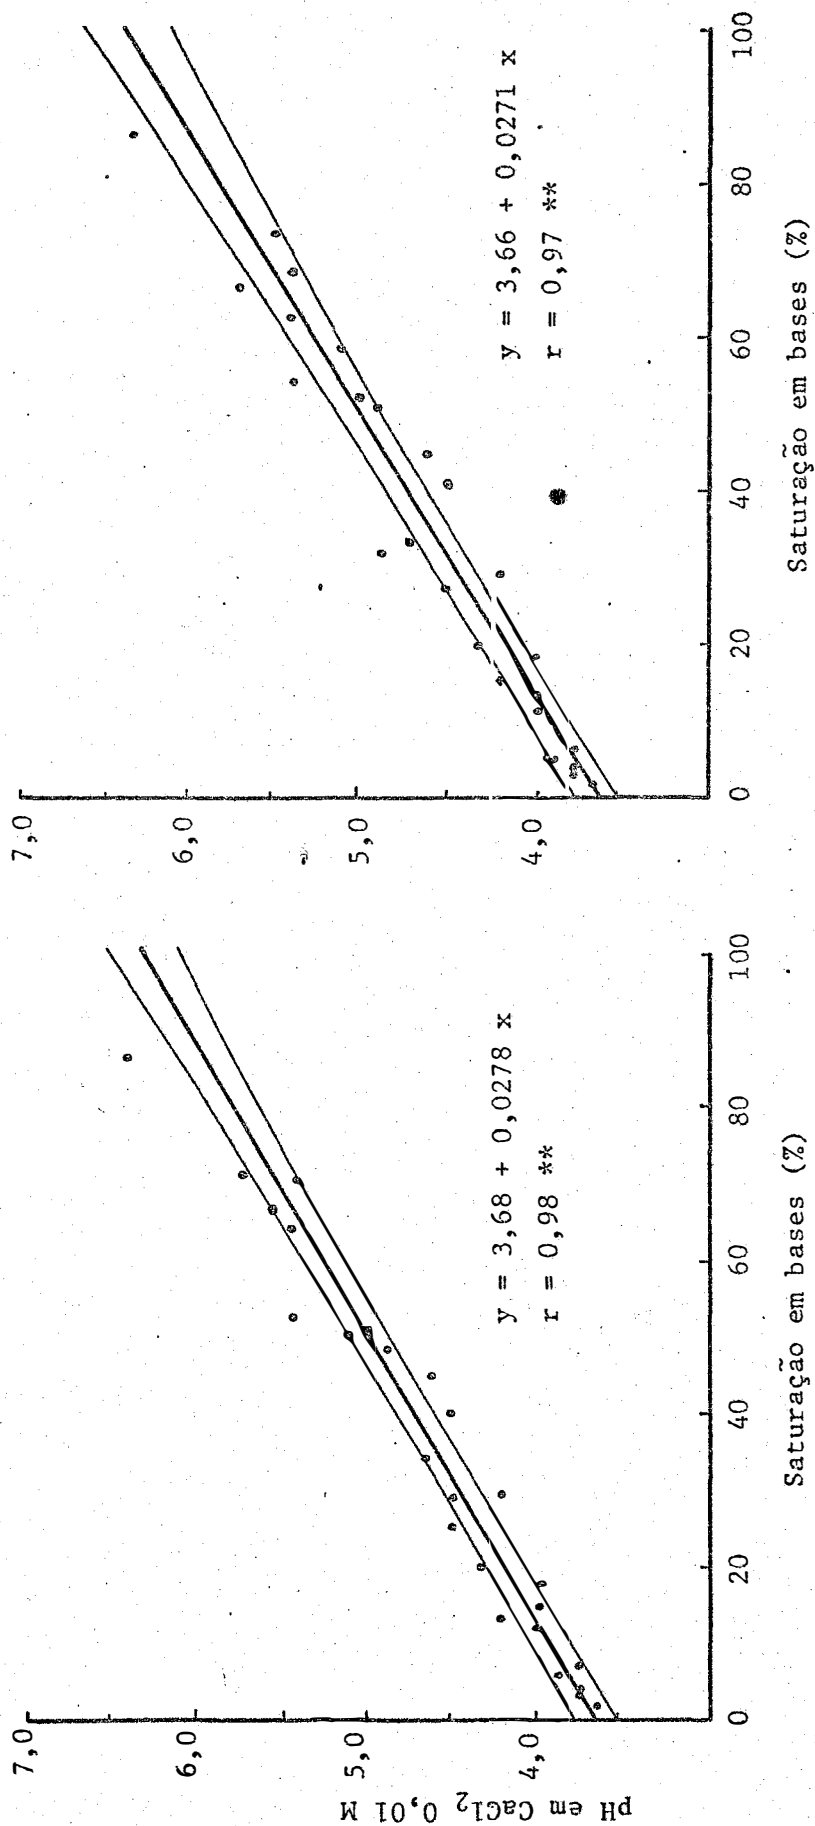 pH em CaCl2 0,01 M
7,0
6,0
5,0
4,0
y = 3,68 + 0,0278 x
r = 0,98 **
0
20
40
60
80
100
Saturação em bases (%)
7,0
6,0
5,0
4,0
y = 3,66 + 0,0271 x
r = 0,97 **
0
20
40
60
80
100
Saturação em bases (%)